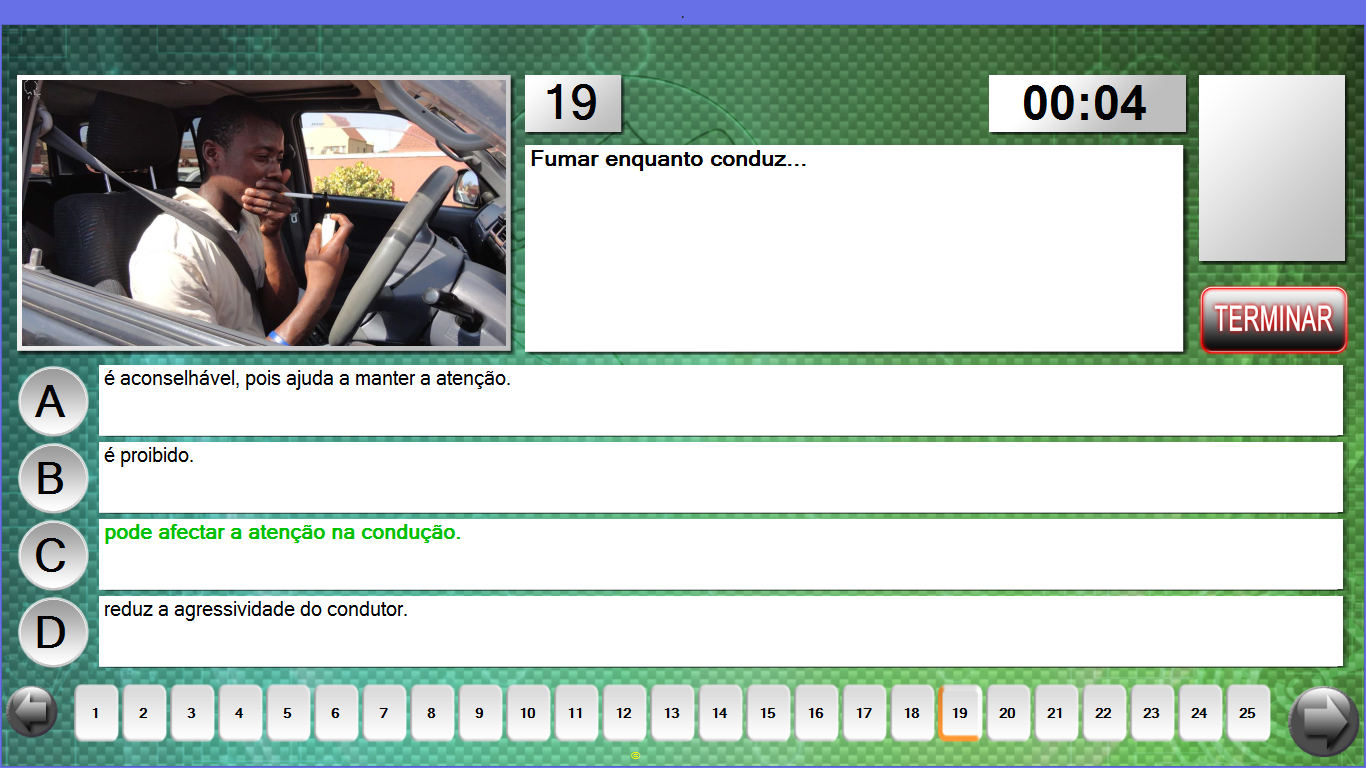 19
00:04
Fumar enquanto conduz...
TERMINAR
A
é aconselhável, pois ajuda a manter a atenção.
B
é proibido.
C
pode afectar a atenção na condução.
D
reduz a agressividade do condutor.
1 2 3 4 5 6 7 8 9 10 11 12 13 14 15 16 17 18 19 20 21 22 23 24 25